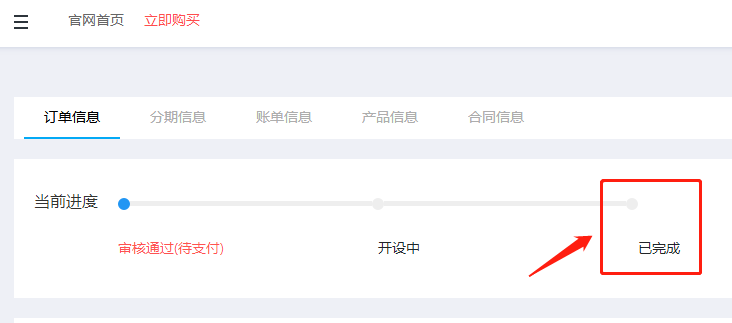 官网首页 立即购买
订单信息 分期信息 账单信息 产品信息 合同信息
当前进度
审核通过(待支付) 开设中 已完成